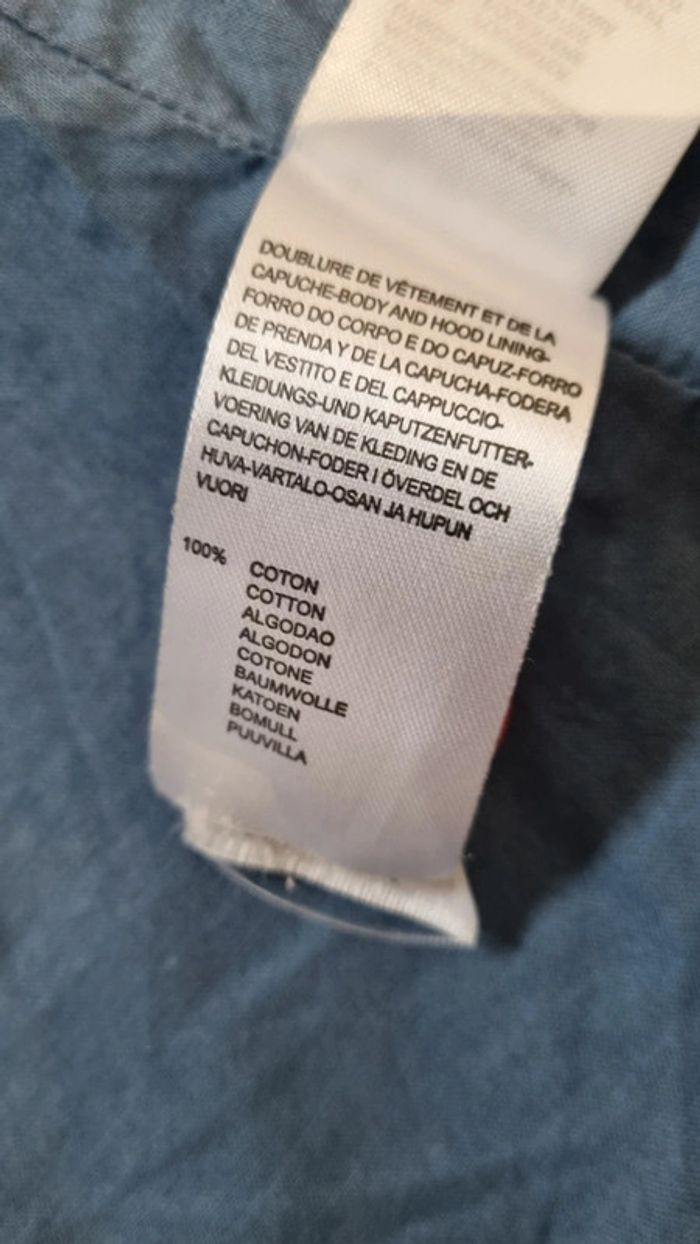 DOUBLURE DE VÊTEMENT ET DE LA
CAPUCHE-BODY AND HOOD LINING-
FORRO DO CORPO E DO CAPUZ-FORRO
DE PRENDA Y DE LA CAPUCHA-FODERA
DEL VESTITO E DEL CAPPUCCIO-
KLEIDUNGS-UND KAPUTZENFUTTER-
VOERING VAN DE KLEDING EN DE
CAPUCHON-FODER I ÖVERDEL OCH
HUVA-VARTALO-OSAN JA HUPUN
VUORI
100% COTON
COTTON
ALGODAO
ALGODON
COTONE
BAUMWOLLE
KATOEN
BOMULL
PUUVILLA